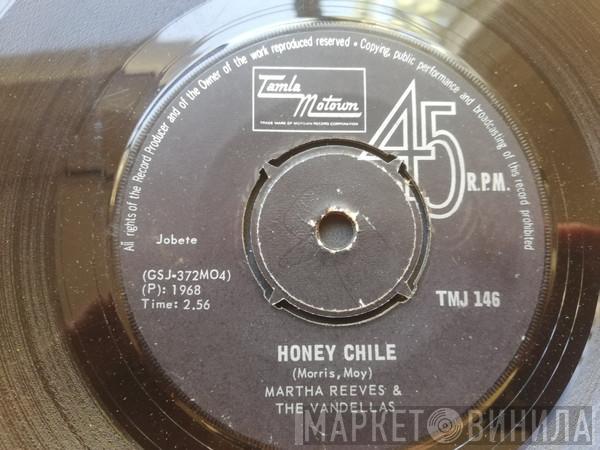 All rights of the Record Producer and of the Owner of the work reproduced reserved • Copying, public performance and broadcasting of this record prohibited
Tamla
Motown
TRADE MARK OF MOTOWN RECORD CORPORATION
45
R.P.M.
Jobete
(GSJ-372MO4)
(P): 1968
Time: 2.56
TMJ 146
HONEY CHILE
(Morris, Moy)
MARTHA REEVES &
THE VANDELLAS
МАРКЕТ ВИНИЛА